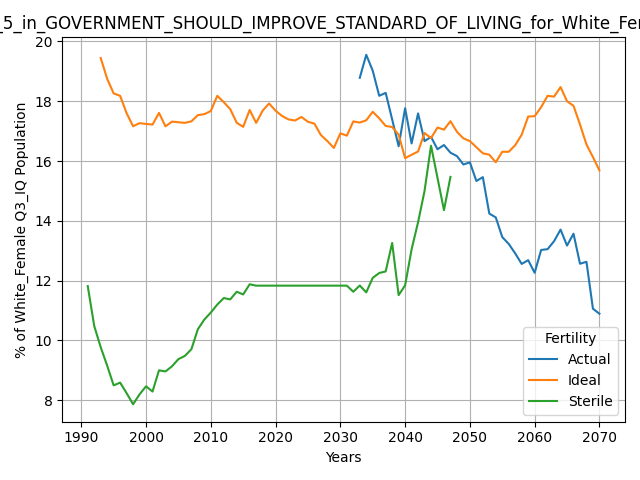 _5_in_GOVERNMENT_SHOULD_IMPROVE_STANDARD_OF_LIVING_for_White_Fe
% of White_Female Q3_IQ Population
20
18
16
14
12
10
8
1990 2000 2010 2020 2030 2040 2050 2060 2070
Years
Fertility
Actual
Ideal
Sterile